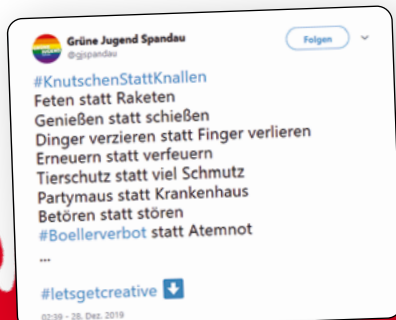 Grüne Jugend Spandau
@gjspandau
Folgen
#KnutschenStattKnallen
Feten statt Raketen
Genießen statt schießen
Dinger verzieren statt Finger verlieren
Erneuern statt verfeuern
Tierschutz statt viel Schmutz
Partymaus statt Krankenhaus
Betören statt stören
#Boellerverbot statt Atemnot
...
#letsgetcreative
02:39 - 28. Dez. 2019